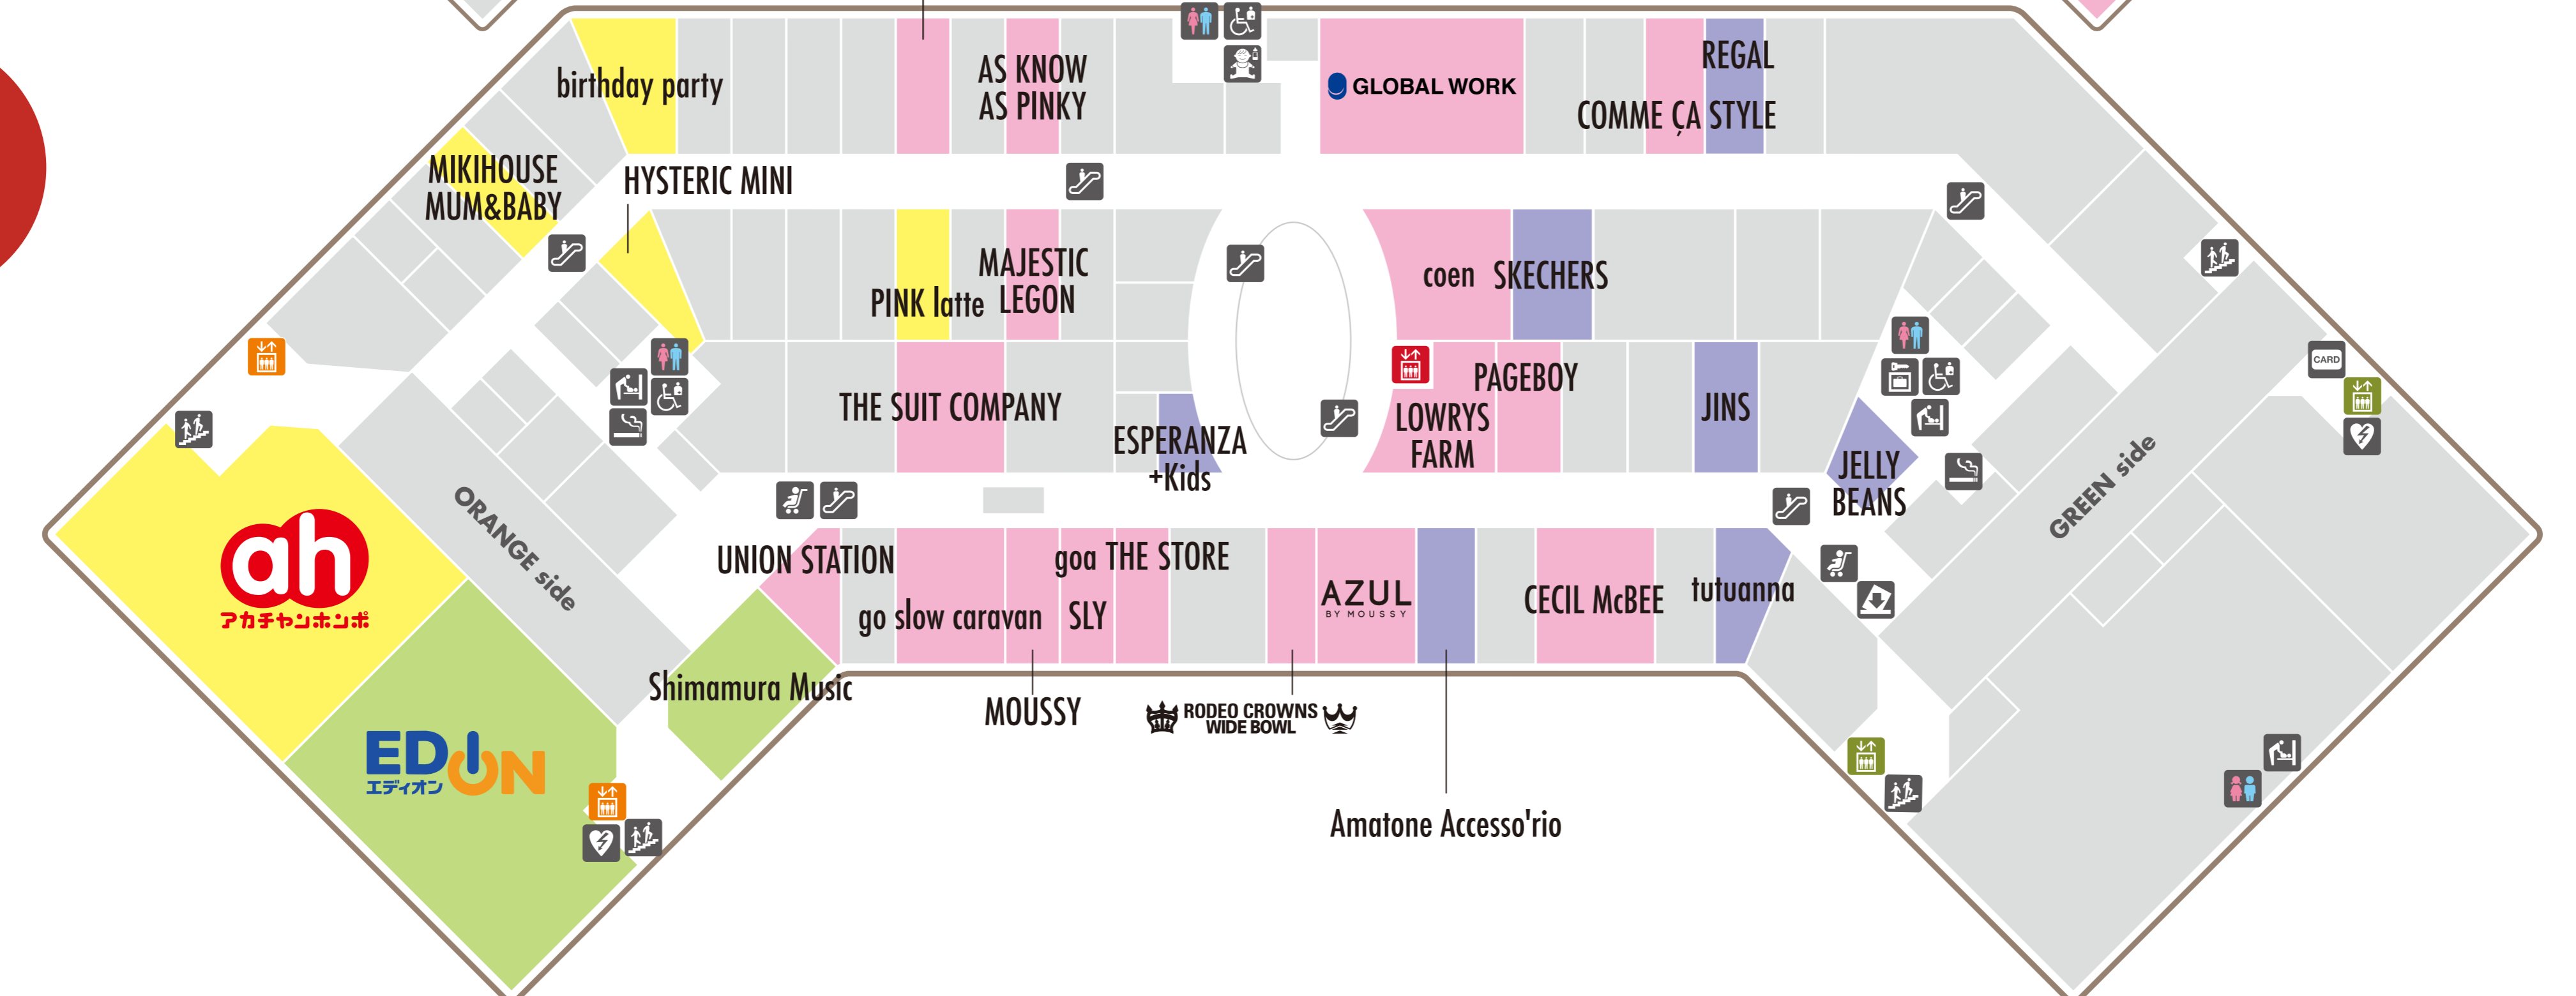 birthday party
AS KNOW
AS PINKY
GLOBAL WORK
REGAL
COMME ÇA STYLE
MIKIHOUSE
MUM&BABY
HYSTERIC MINI
PINK latte
MAJESTIC
LEGON
coen
SKECHERS
THE SUIT COMPANY
ESPERANZA
+Kids
LOWRYS
FARM
PAGEBOY
JINS
JELLY
BEANS
CARD
GREEN side
ORANGE side
ah
アカチャンホンポ
UNION STATION
go slow caravan
SLY
goa THE STORE
AZUL
BY MOUSSY
CECIL McBEE
tutuanna
Shimamura Music
MOUSSY
RODEO CROWNS
WIDE BOWL
EDION
エディオン
Amatone Accesso'rio